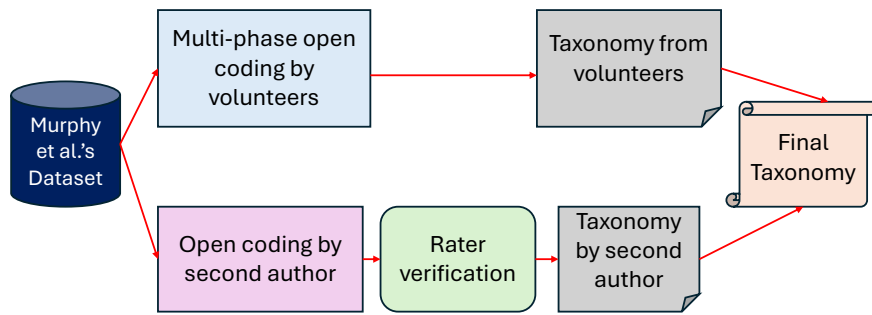 Murphy
et al.'s
Dataset
Multi-phase open
coding by
volunteers
Taxonomy from
volunteers
Final
Taxonomy
Open coding by
second author
Rater
verification
Taxonomy
by second
author